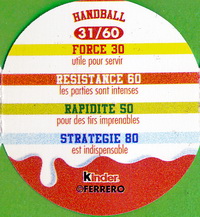 HANDBALL
31/60
FORCE 30
utile pour servir
RESISTANCE 60
les parties sont intenses
RAPIDITE 50
pour des tirs imprenables
STRATEGIE 80
est indispensable
Kinder
©FERRERO